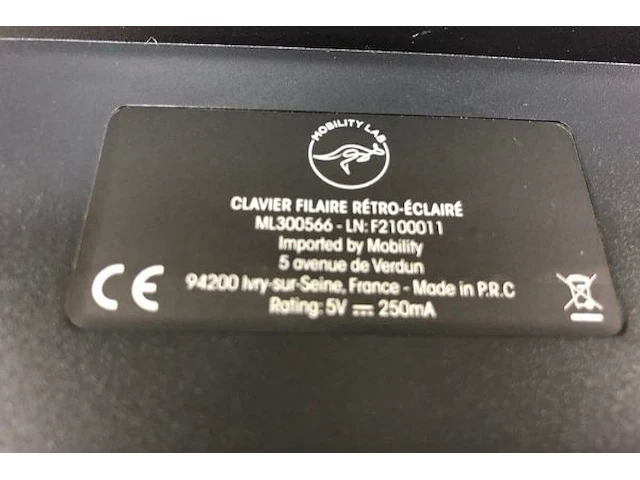 MOBILITY LAB
CLAVIER FILAIRE RÉTRO-ÉCLAIRÉ
ML300566 - LN: F2100011
Imported by Mobility
5 avenue de Verdun
94200 Ivry-sur-Seine, France - Made in P.R.C
Rating: 5V ⎓ 250mA
CE